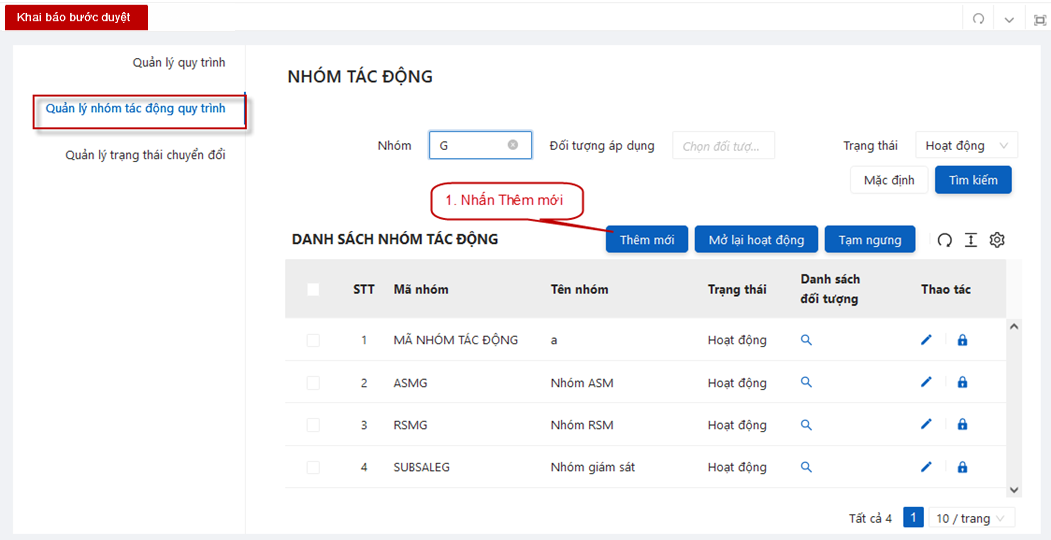 Khai báo bước duyệt
Quản lý quy trình
Quản lý nhóm tác động quy trình
Quản lý trạng thái chuyển đổi
NHÓM TÁC ĐỘNG
Nhóm G Đối tượng áp dụng Chọn đối tượ... Trạng thái Hoạt động
Mặc định Tìm kiếm
1. Nhấn Thêm mới
DANH SÁCH NHÓM TÁC ĐỘNG Thêm mới Mở lại hoạt động Tạm ngưng
STT Mã nhóm Tên nhóm Trạng thái Danh sách đối tượng Thao tác
1 MÃ NHÓM TÁC ĐỘNG a Hoạt động
2 ASMG Nhóm ASM Hoạt động
3 RSMG Nhóm RSM Hoạt động
4 SUBSALEG Nhóm giám sát Hoạt động
Tất cả 4 1 10 / trang